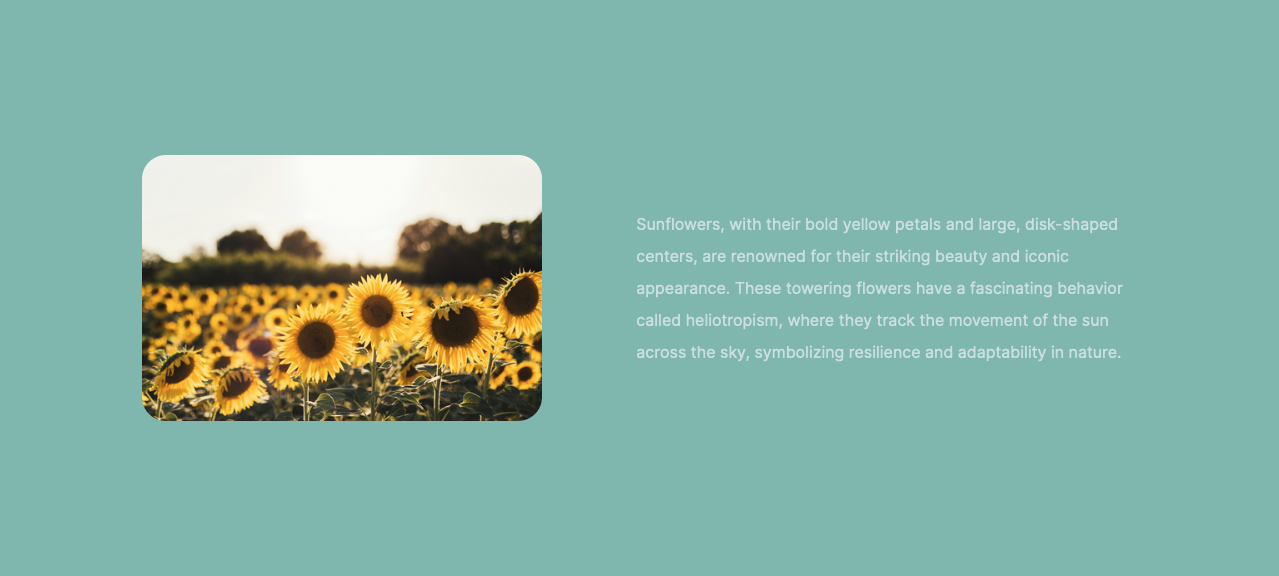 Sunflowers, with their bold yellow petals and large, disk-shaped
centers, are renowned for their striking beauty and iconic
appearance. These towering flowers have a fascinating behavior
called heliotropism, where they track the movement of the sun
across the sky, symbolizing resilience and adaptability in nature.